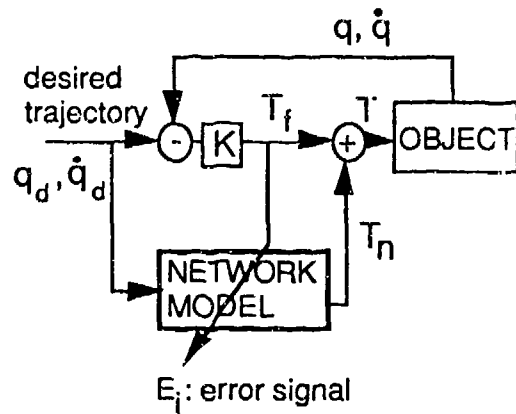 q, q̇
desired
trajectory
T_f
T
-
K
+
OBJECT
q_d, q̇_d
T_n
NETWORK
MODEL
E_i: error signal